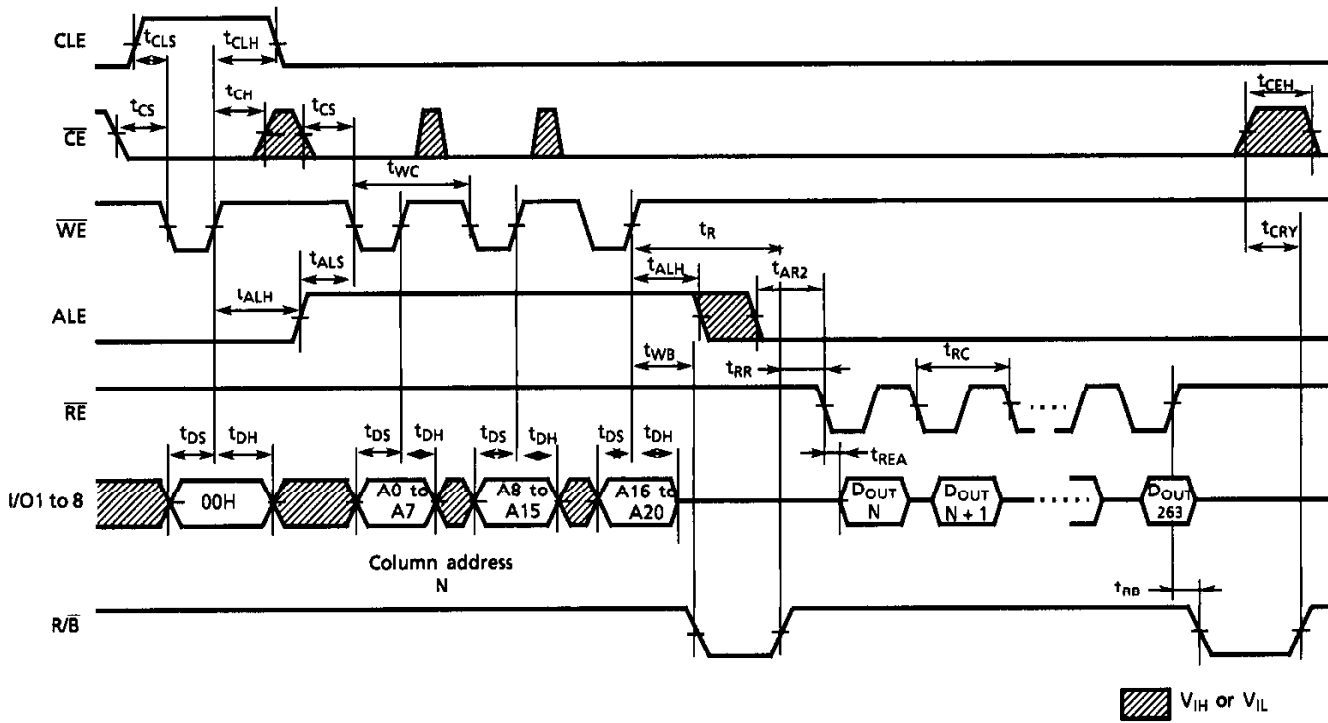 CLE
tCLS
tCLH
CE
tCS
tCH
tCS
tCEH
WE
tWC
tR
tCRY
ALE
tALH
tALS
tALH
tAR2
RE
tWB
tRR
tRC
I/O1 to 8
tDS
tDH
tDS
tDH
tDS
tDH
tDS
tDH
tREA
00H
A0 to
A7
A8 to
A15
A16 to
A20
DOUT
N
DOUT
N + 1
DOUT
263
Column address
N
R/B
VIH or VIL